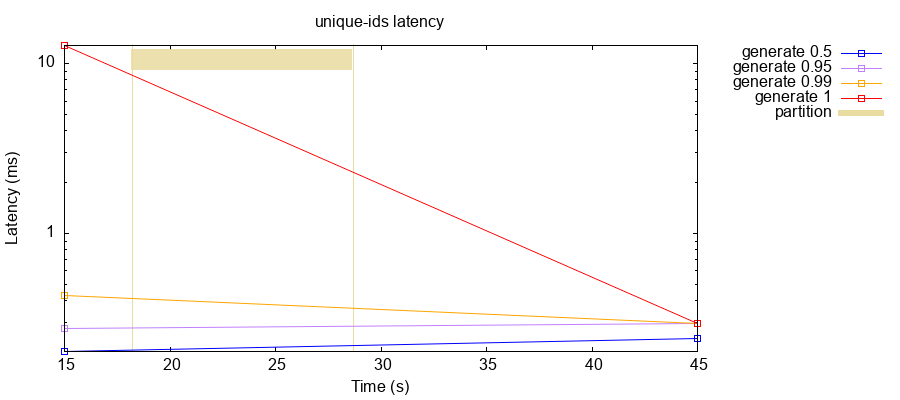 unique-ids latency
10
1
Latency (ms)
15 20 25 30 35 40 45
Time (s)
generate 0.5
generate 0.95
generate 0.99
generate 1
partition